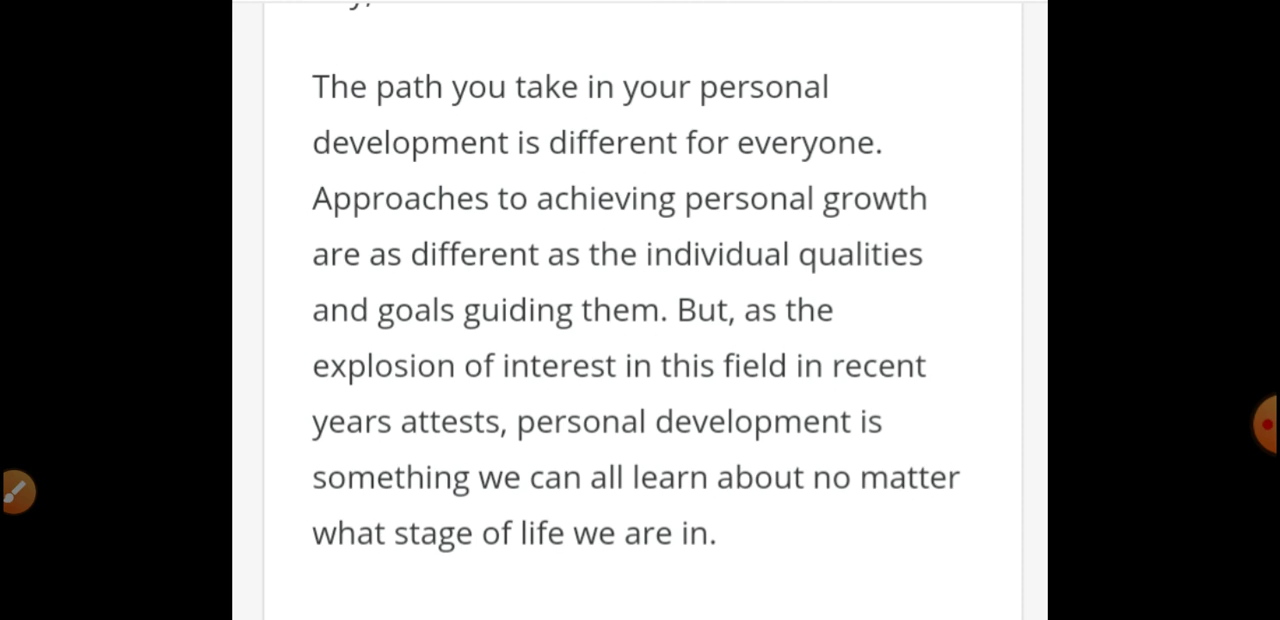 The path you take in your personal
development is different for everyone.
Approaches to achieving personal growth
are as different as the individual qualities
and goals guiding them. But, as the
explosion of interest in this field in recent
years attests, personal development is
something we can all learn about no matter
what stage of life we are in.